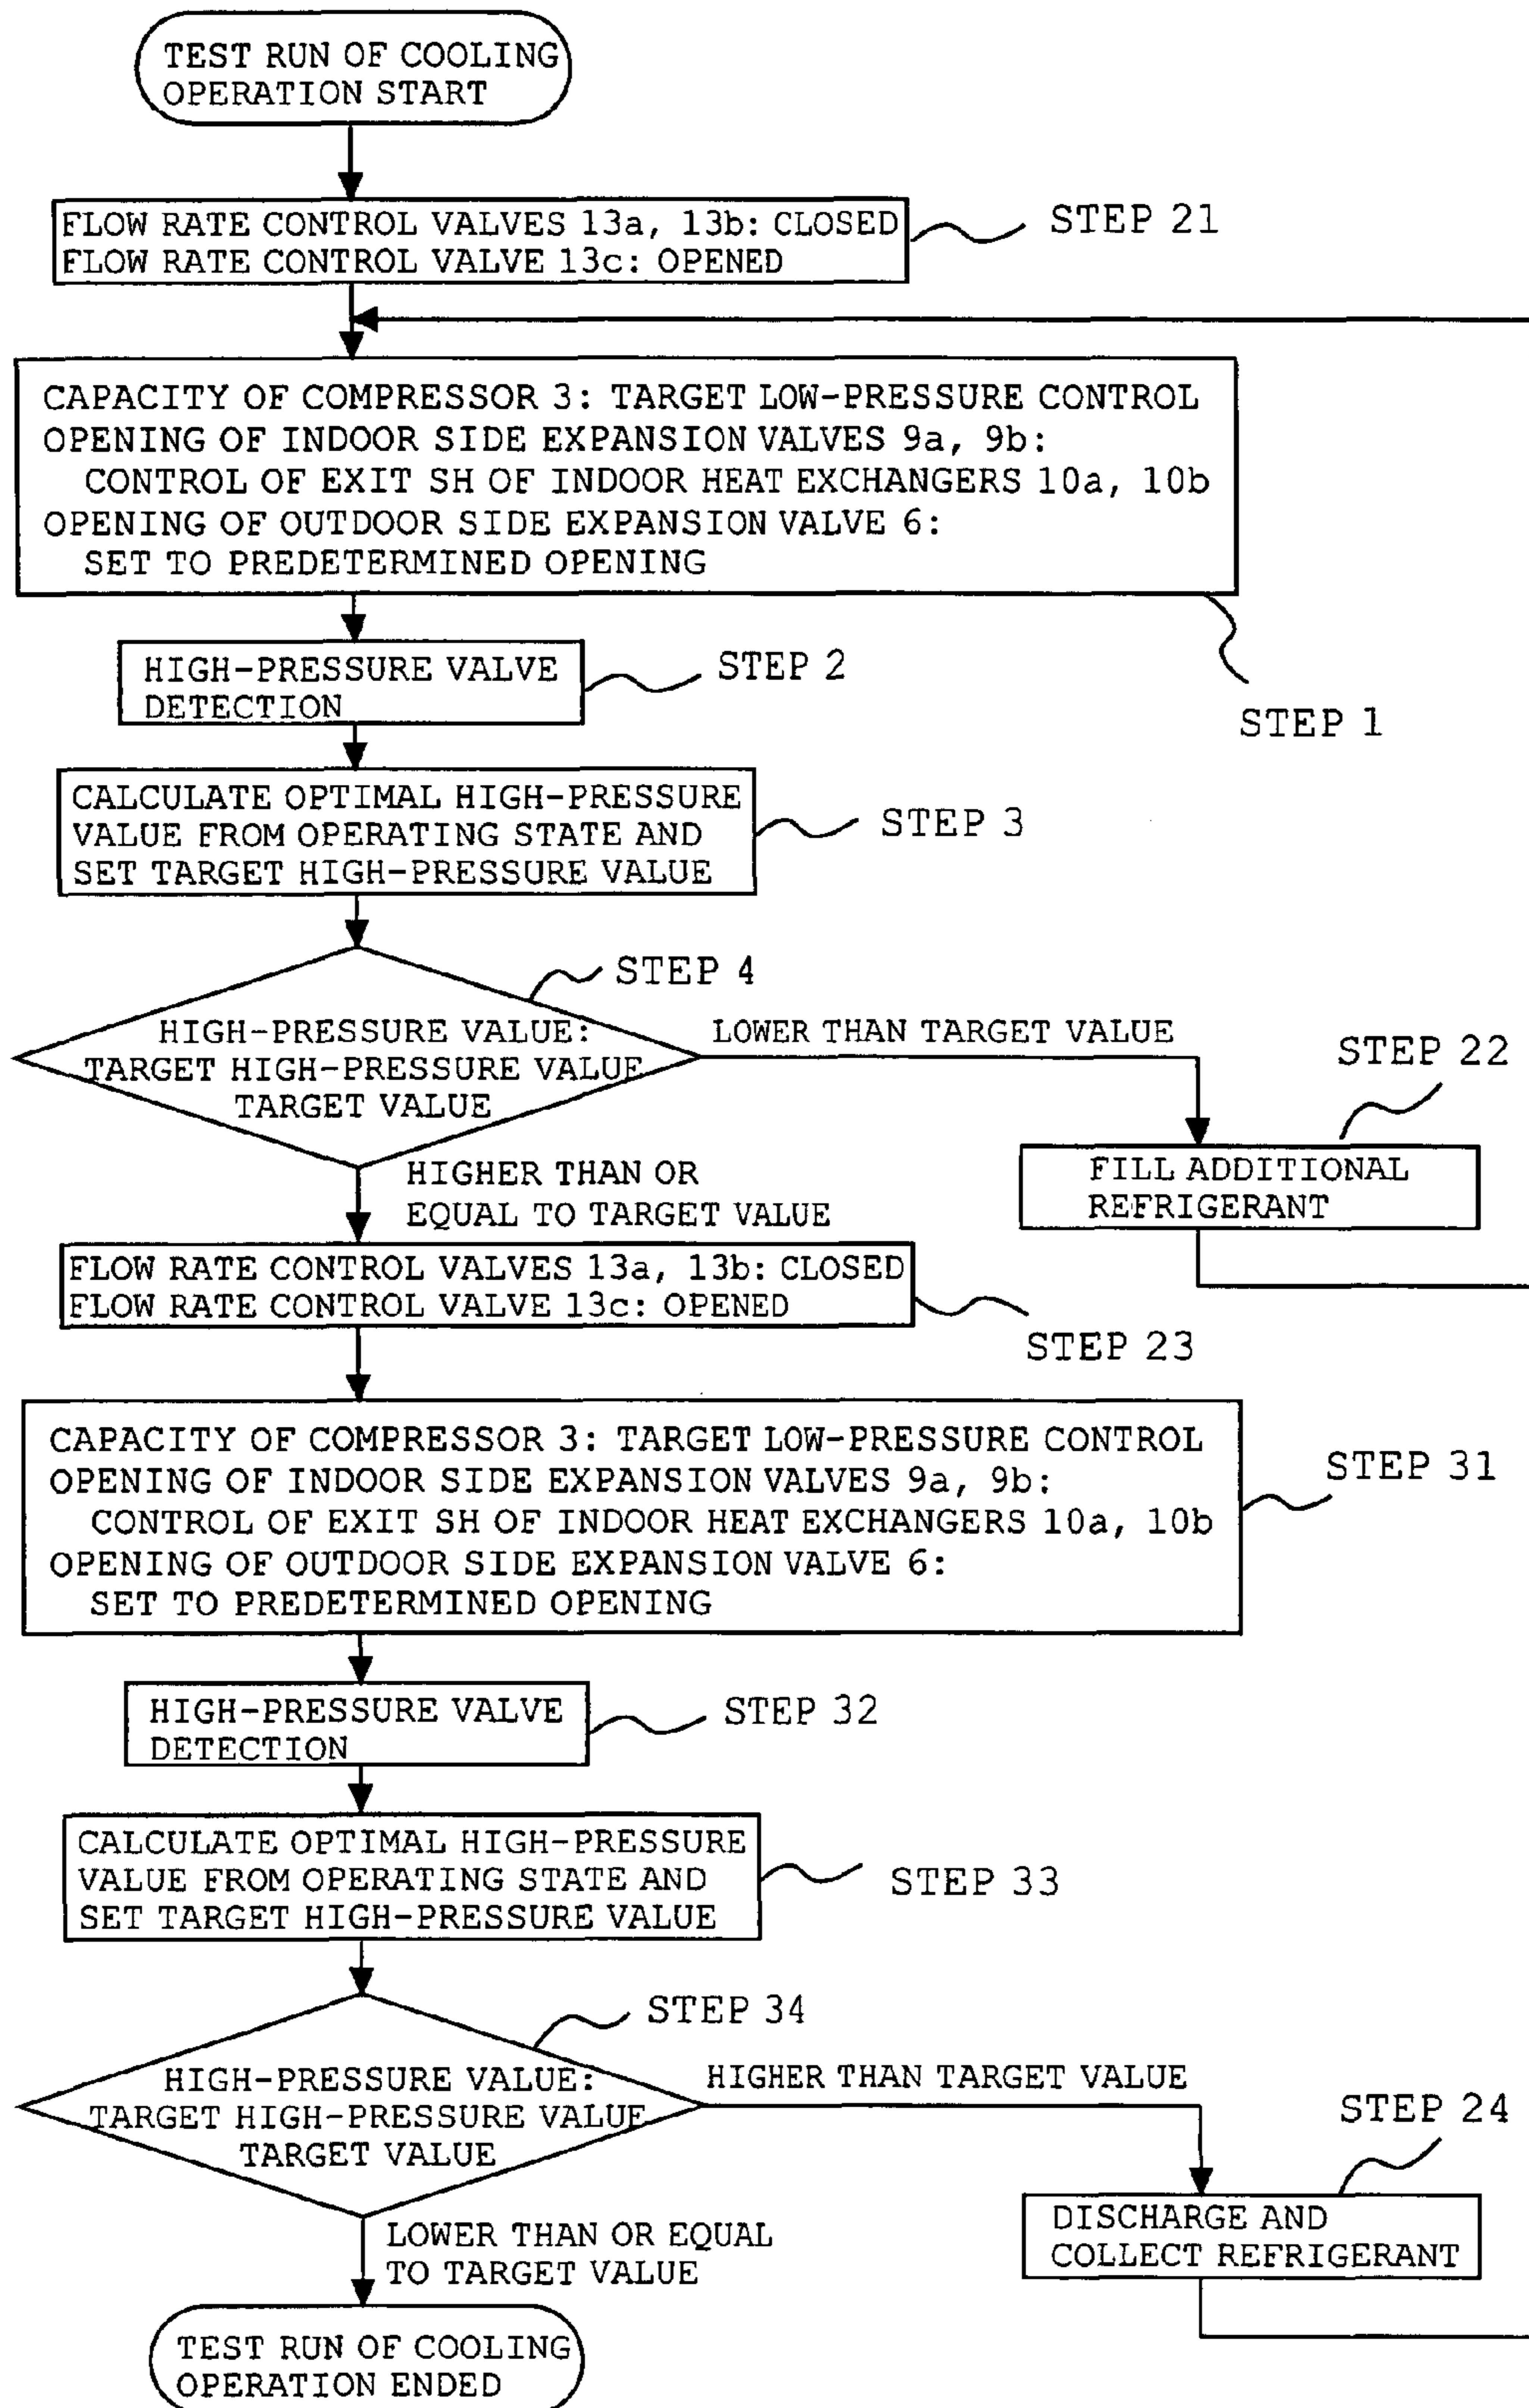 TEST RUN OF COOLING
OPERATION START
FLOW RATE CONTROL VALVES 13a, 13b: CLOSED
FLOW RATE CONTROL VALVE 13c: OPENED
STEP 21
CAPACITY OF COMPRESSOR 3: TARGET LOW-PRESSURE CONTROL
OPENING OF INDOOR SIDE EXPANSION VALVES 9a, 9b:
CONTROL OF EXIT SH OF INDOOR HEAT EXCHANGERS 10a, 10b
OPENING OF OUTDOOR SIDE EXPANSION VALVE 6:
SET TO PREDETERMINED OPENING
STEP 1
HIGH-PRESSURE VALVE
DETECTION
STEP 2
CALCULATE OPTIMAL HIGH-PRESSURE
VALUE FROM OPERATING STATE AND
SET TARGET HIGH-PRESSURE VALUE
STEP 3
STEP 4
HIGH-PRESSURE VALUE:
TARGET HIGH-PRESSURE VALUE
TARGET VALUE
LOWER THAN TARGET VALUE
STEP 22
FILL ADDITIONAL
REFRIGERANT
HIGHER THAN OR
EQUAL TO TARGET VALUE
FLOW RATE CONTROL VALVES 13a, 13b: CLOSED
FLOW RATE CONTROL VALVE 13c: OPENED
STEP 23
CAPACITY OF COMPRESSOR 3: TARGET LOW-PRESSURE CONTROL
OPENING OF INDOOR SIDE EXPANSION VALVES 9a, 9b:
CONTROL OF EXIT SH OF INDOOR HEAT EXCHANGERS 10a, 10b
OPENING OF OUTDOOR SIDE EXPANSION VALVE 6:
SET TO PREDETERMINED OPENING
STEP 31
HIGH-PRESSURE VALVE
DETECTION
STEP 32
CALCULATE OPTIMAL HIGH-PRESSURE
VALUE FROM OPERATING STATE AND
SET TARGET HIGH-PRESSURE VALUE
STEP 33
STEP 34
HIGH-PRESSURE VALUE:
TARGET HIGH-PRESSURE VALUE
TARGET VALUE
HIGHER THAN TARGET VALUE
STEP 24
DISCHARGE AND
COLLECT REFRIGERANT
LOWER THAN OR EQUAL
TO TARGET VALUE
TEST RUN OF COOLING
OPERATION ENDED